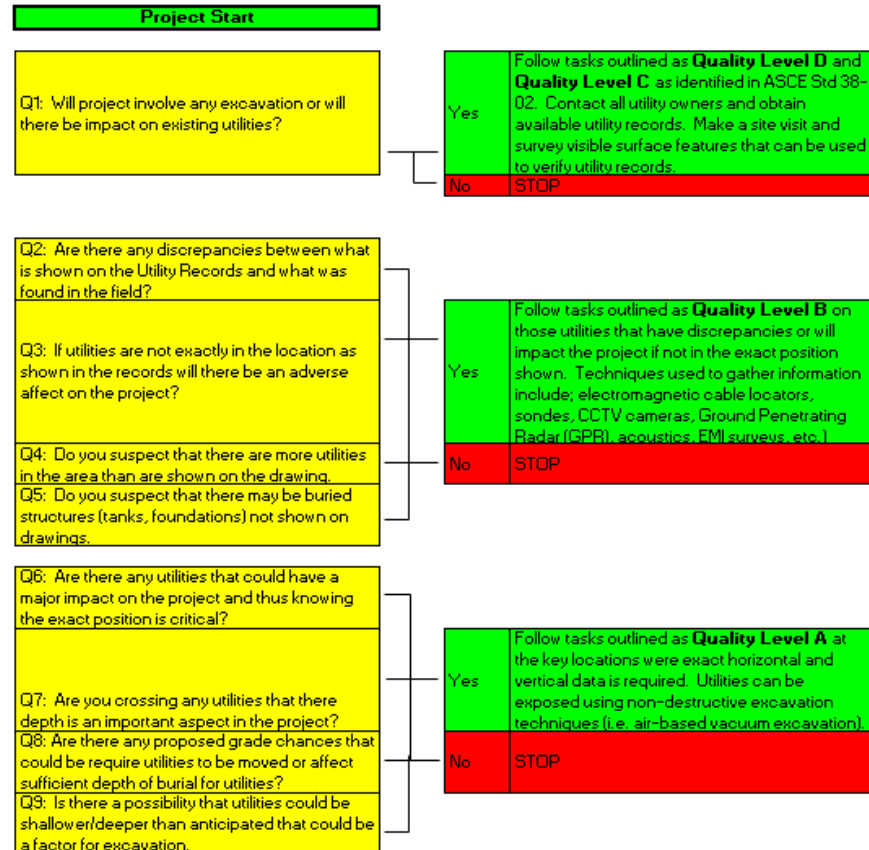 Project Start
Q1: Will project involve any excavation or will
there be impact on existing utilities?
Yes
Follow tasks outlined as Quality Level D and
Quality Level C as identified in ASCE Std 38-
02. Contact all utility owners and obtain
available utility records. Make a site visit and
survey visible surface features that can be used
to verify utility records.
No
STOP
Q2: Are there any discrepancies between what
is shown on the Utility Records and what was
found in the field?
Q3: If utilities are not exactly in the location as
shown in the records will there be an adverse
affect on the project?
Q4: Do you suspect that there are more utilities
in the area than are shown on the drawing.
Q5: Do you suspect that there may be buried
structures (tanks, foundations) not shown on
drawings.
Yes
Follow tasks outlined as Quality Level B on
those utilities that have discrepancies or will
impact the project if not in the exact position
shown. Techniques used to gather information
include; electromagnetic cable locators,
sondes, CCTV cameras, Ground Penetrating
Radar (GPR), acoustics, EMI surveys, etc.)
No
STOP
Q6: Are there any utilities that could have a
major impact on the project and thus knowing
the exact position is critical?
Q7: Are you crossing any utilities that there
depth is an important aspect in the project?
Q8: Are there any proposed grade chances that
could be require utilities to be moved or affect
sufficient depth of burial for utilities?
Q9: Is there a possibility that utilities could be
shallower/deeper than anticipated that could be
a factor for excavation.
Yes
Follow tasks outlined as Quality Level A at
the key locations were exact horizontal and
vertical data is required. Utilities can be
exposed using non-destructive excavation
techniques (i.e. air-based vacuum excavation).
No
STOP